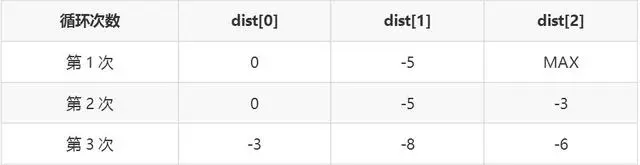 循环次数 dist[0] dist[1] dist[2]
第 1 次 0 -5 MAX
第 2 次 0 -5 -3
第 3 次 -3 -8 -6